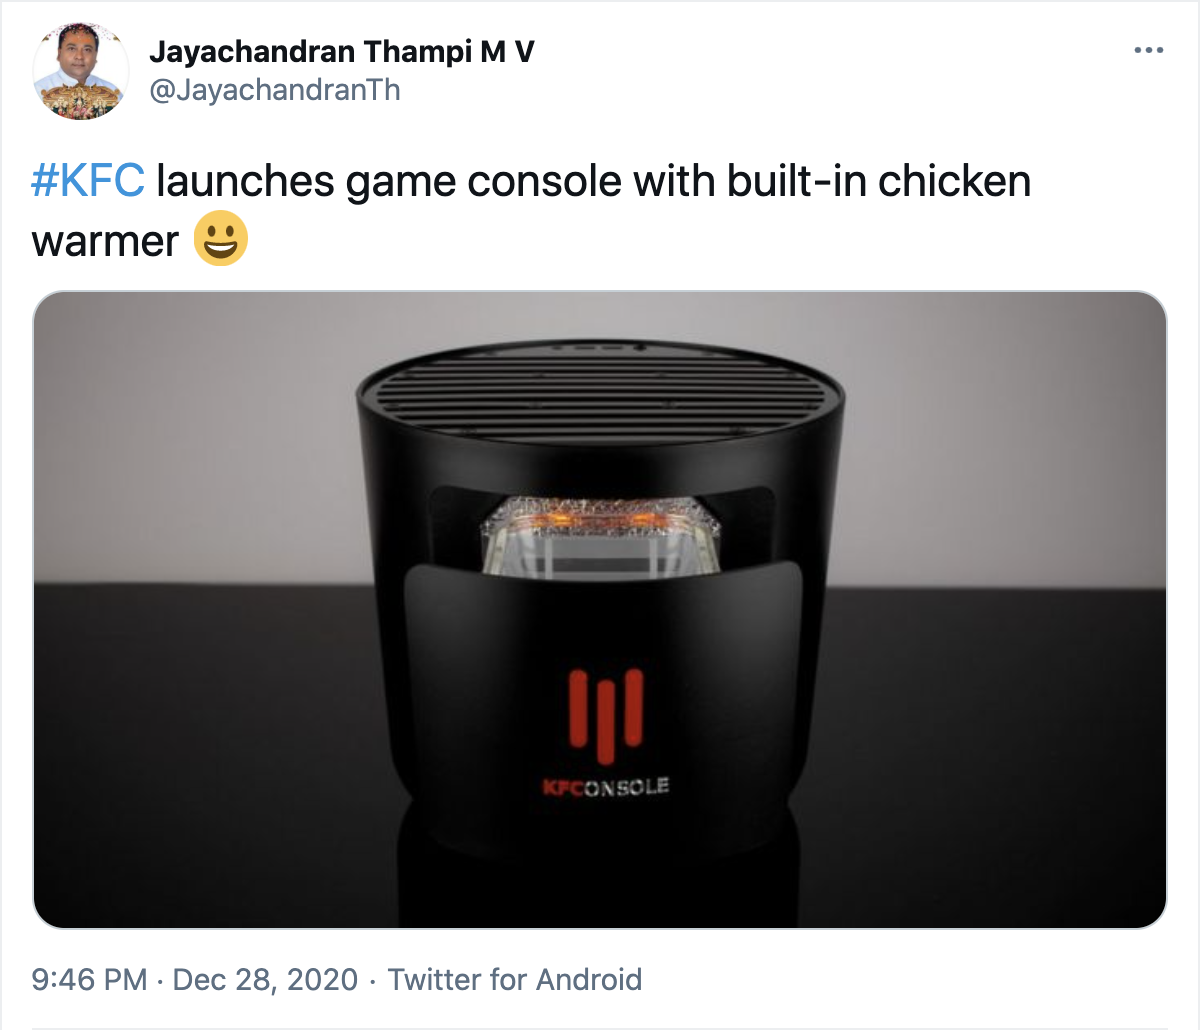 Jayachandran Thampi M V
@JayachandranTh
#KFC launches game console with built-in chicken
warmer 😀
KFCONSOLE
9:46 PM · Dec 28, 2020 · Twitter for Android